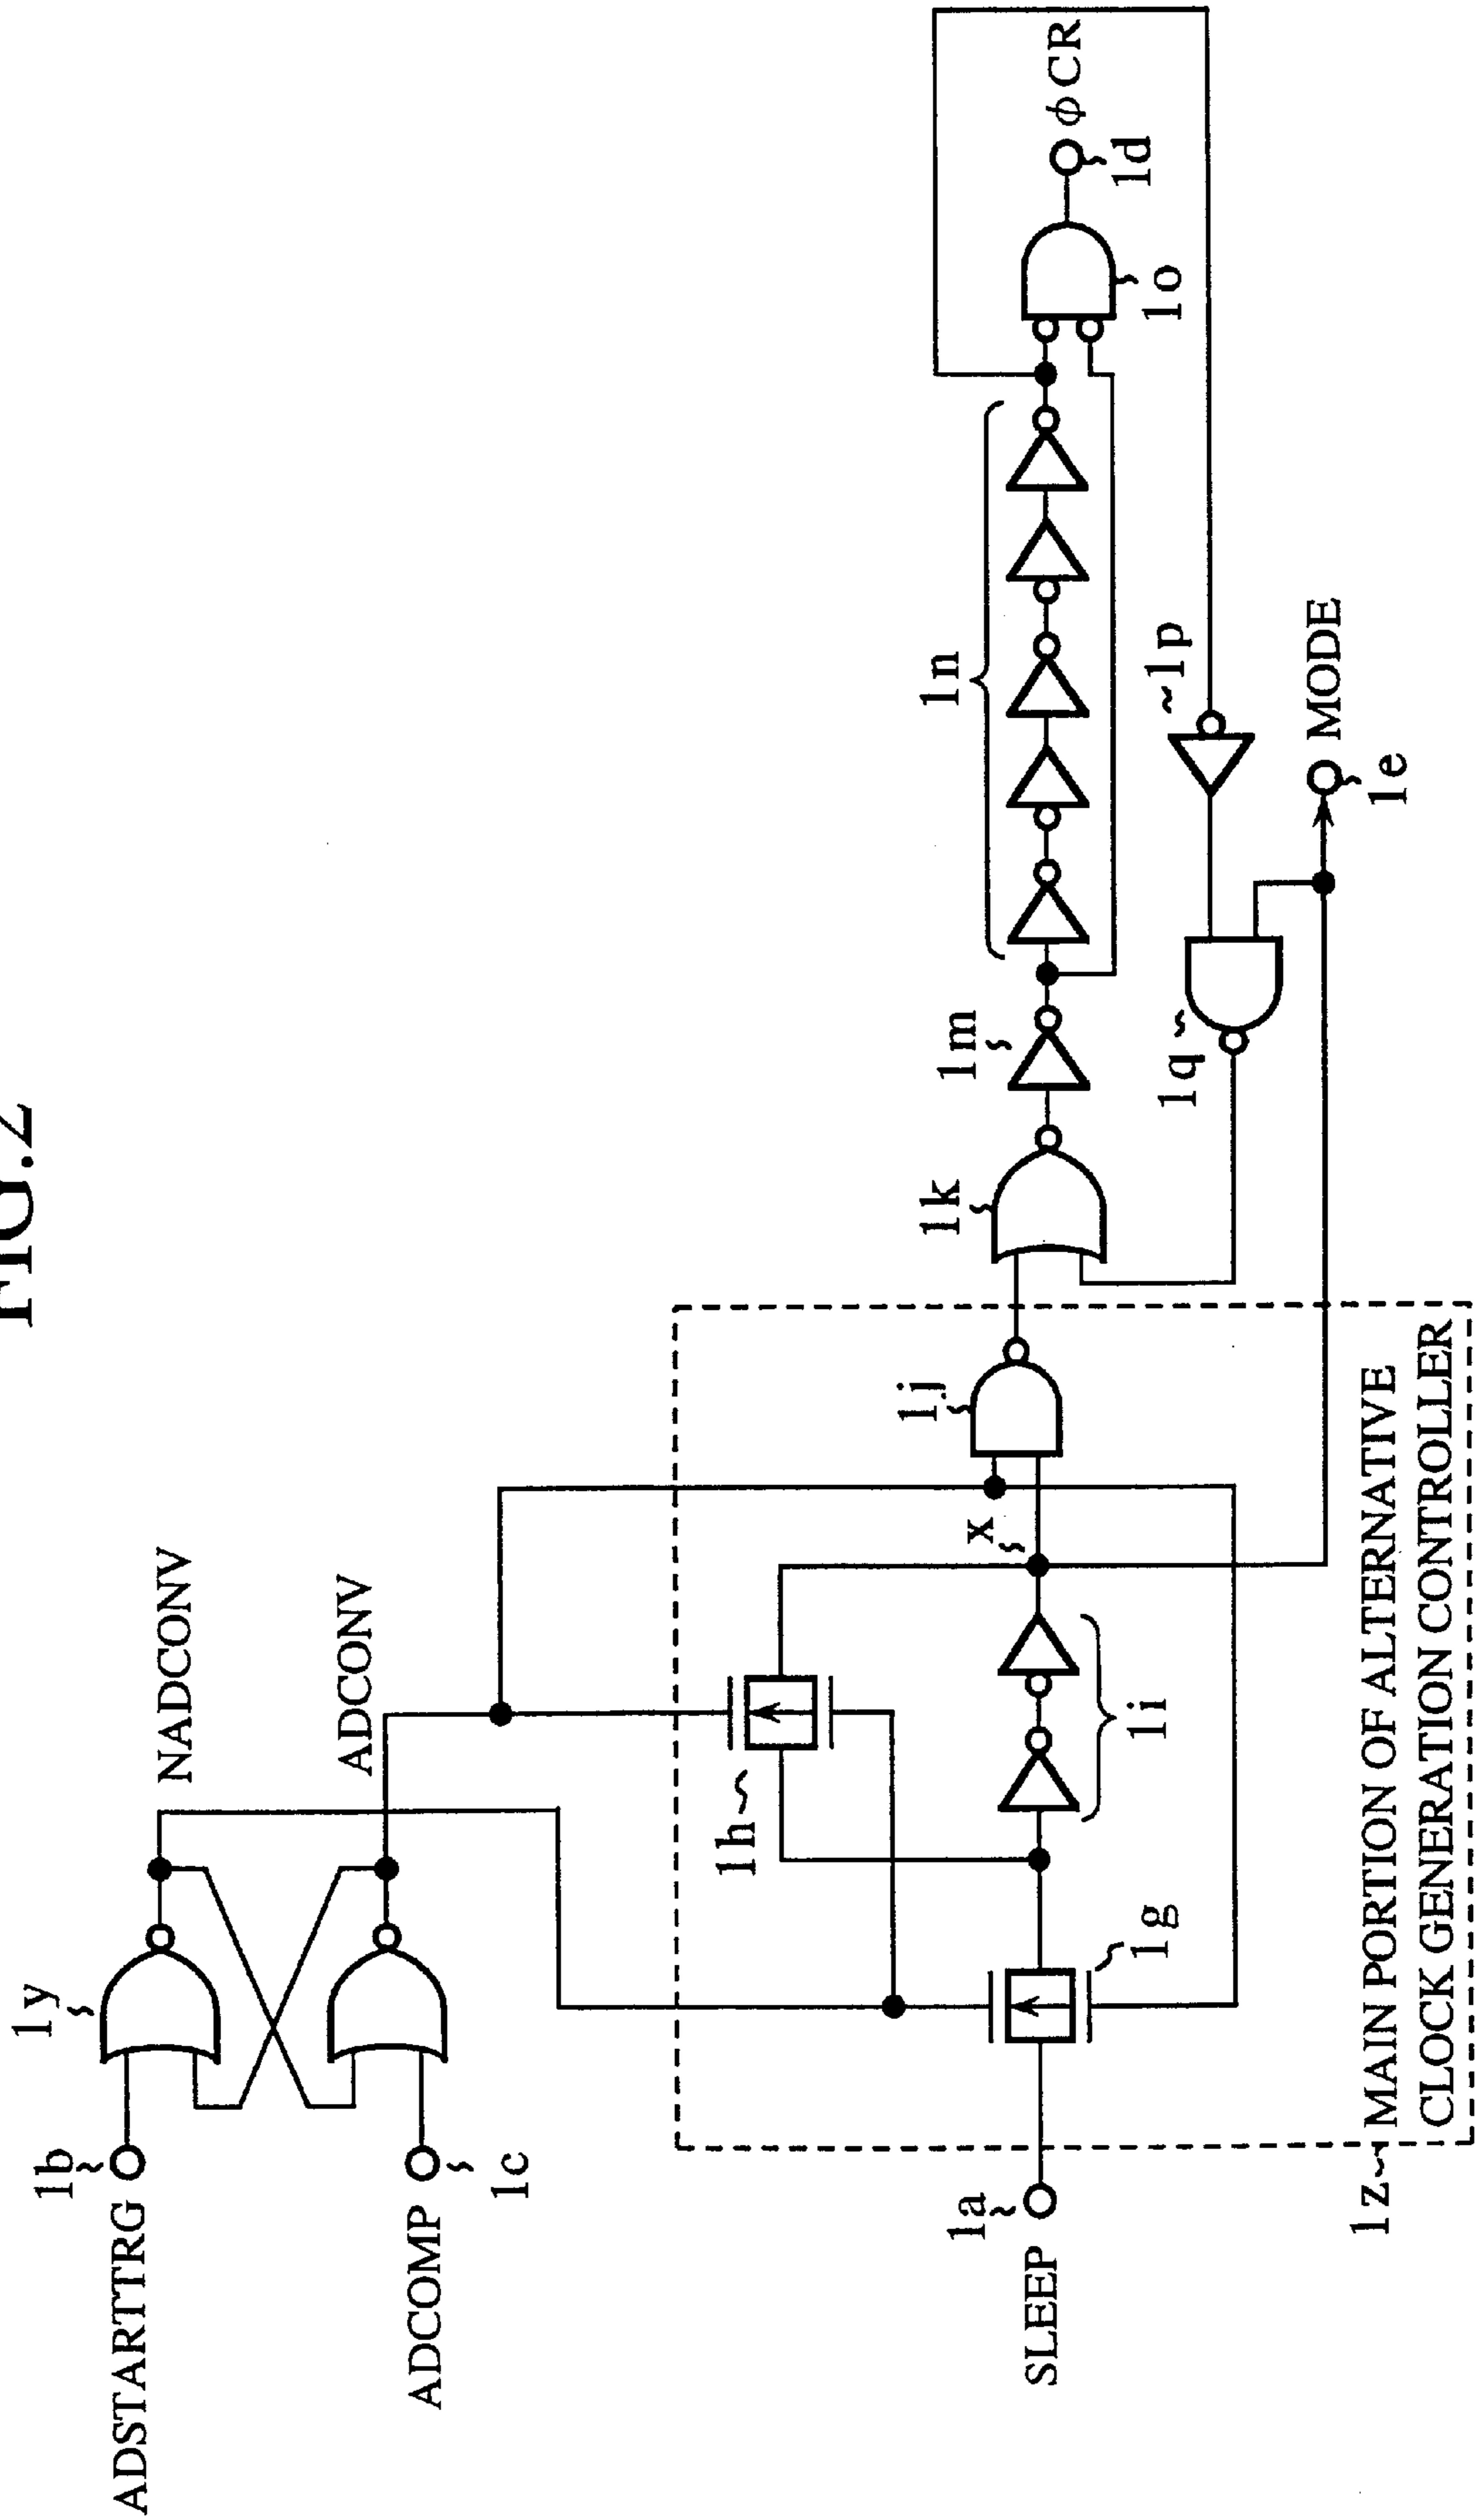 FIG.2
1b
ADSTARTTRG
1y
NADCONV
ADCONV
1c
ADCOMP
1h
1j
x
1k
1m
1n
1o
1d
φCR
1a
SLEEP
1g
1i
1q
1p
MODE
1e
1z
MAIN PORTION OF ALTERNATIVE
CLOCK GENERATION CONTROLLER